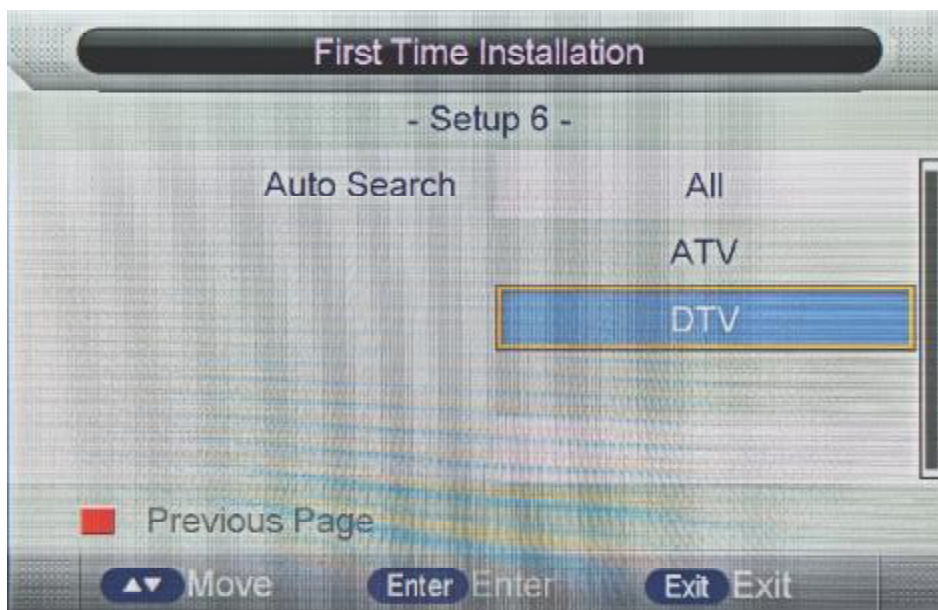 First Time Installation
- Setup 6 -
Auto Search All
ATV
DTV
Previous Page
▲▼ Move Enter Enter Exit Exit